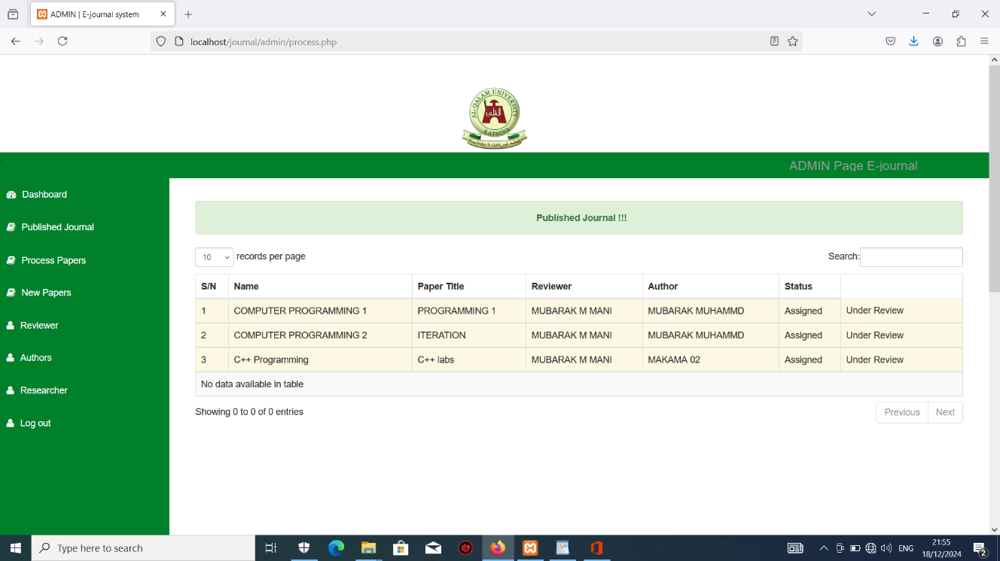 ADMIN | E-journal system
localhost/journal/admin/process.php
AL-QALAM UNIVERSITY
القلم
KATSINA
Knowledge is Light
ADMIN Page E-journal
Dashboard
Published Journal
Process Papers
New Papers
Reviewer
Authors
Researcher
Log out
Published Journal !!!
10 records per page
Search:
S/N Name Paper Title Reviewer Author Status
1 COMPUTER PROGRAMMING 1 PROGRAMMING 1 MUBARAK M MANI MUBARAK MUHAMMD Assigned Under Review
2 COMPUTER PROGRAMMING 2 ITERATION MUBARAK M MANI MUBARAK MUHAMMD Assigned Under Review
3 C++ Programming C++ labs MUBARAK M MANI MAKAMA 02 Assigned Under Review
No data available in table
Showing 0 to 0 of 0 entries
Previous Next
Type here to search
ENG
21:55
18/12/2024
2